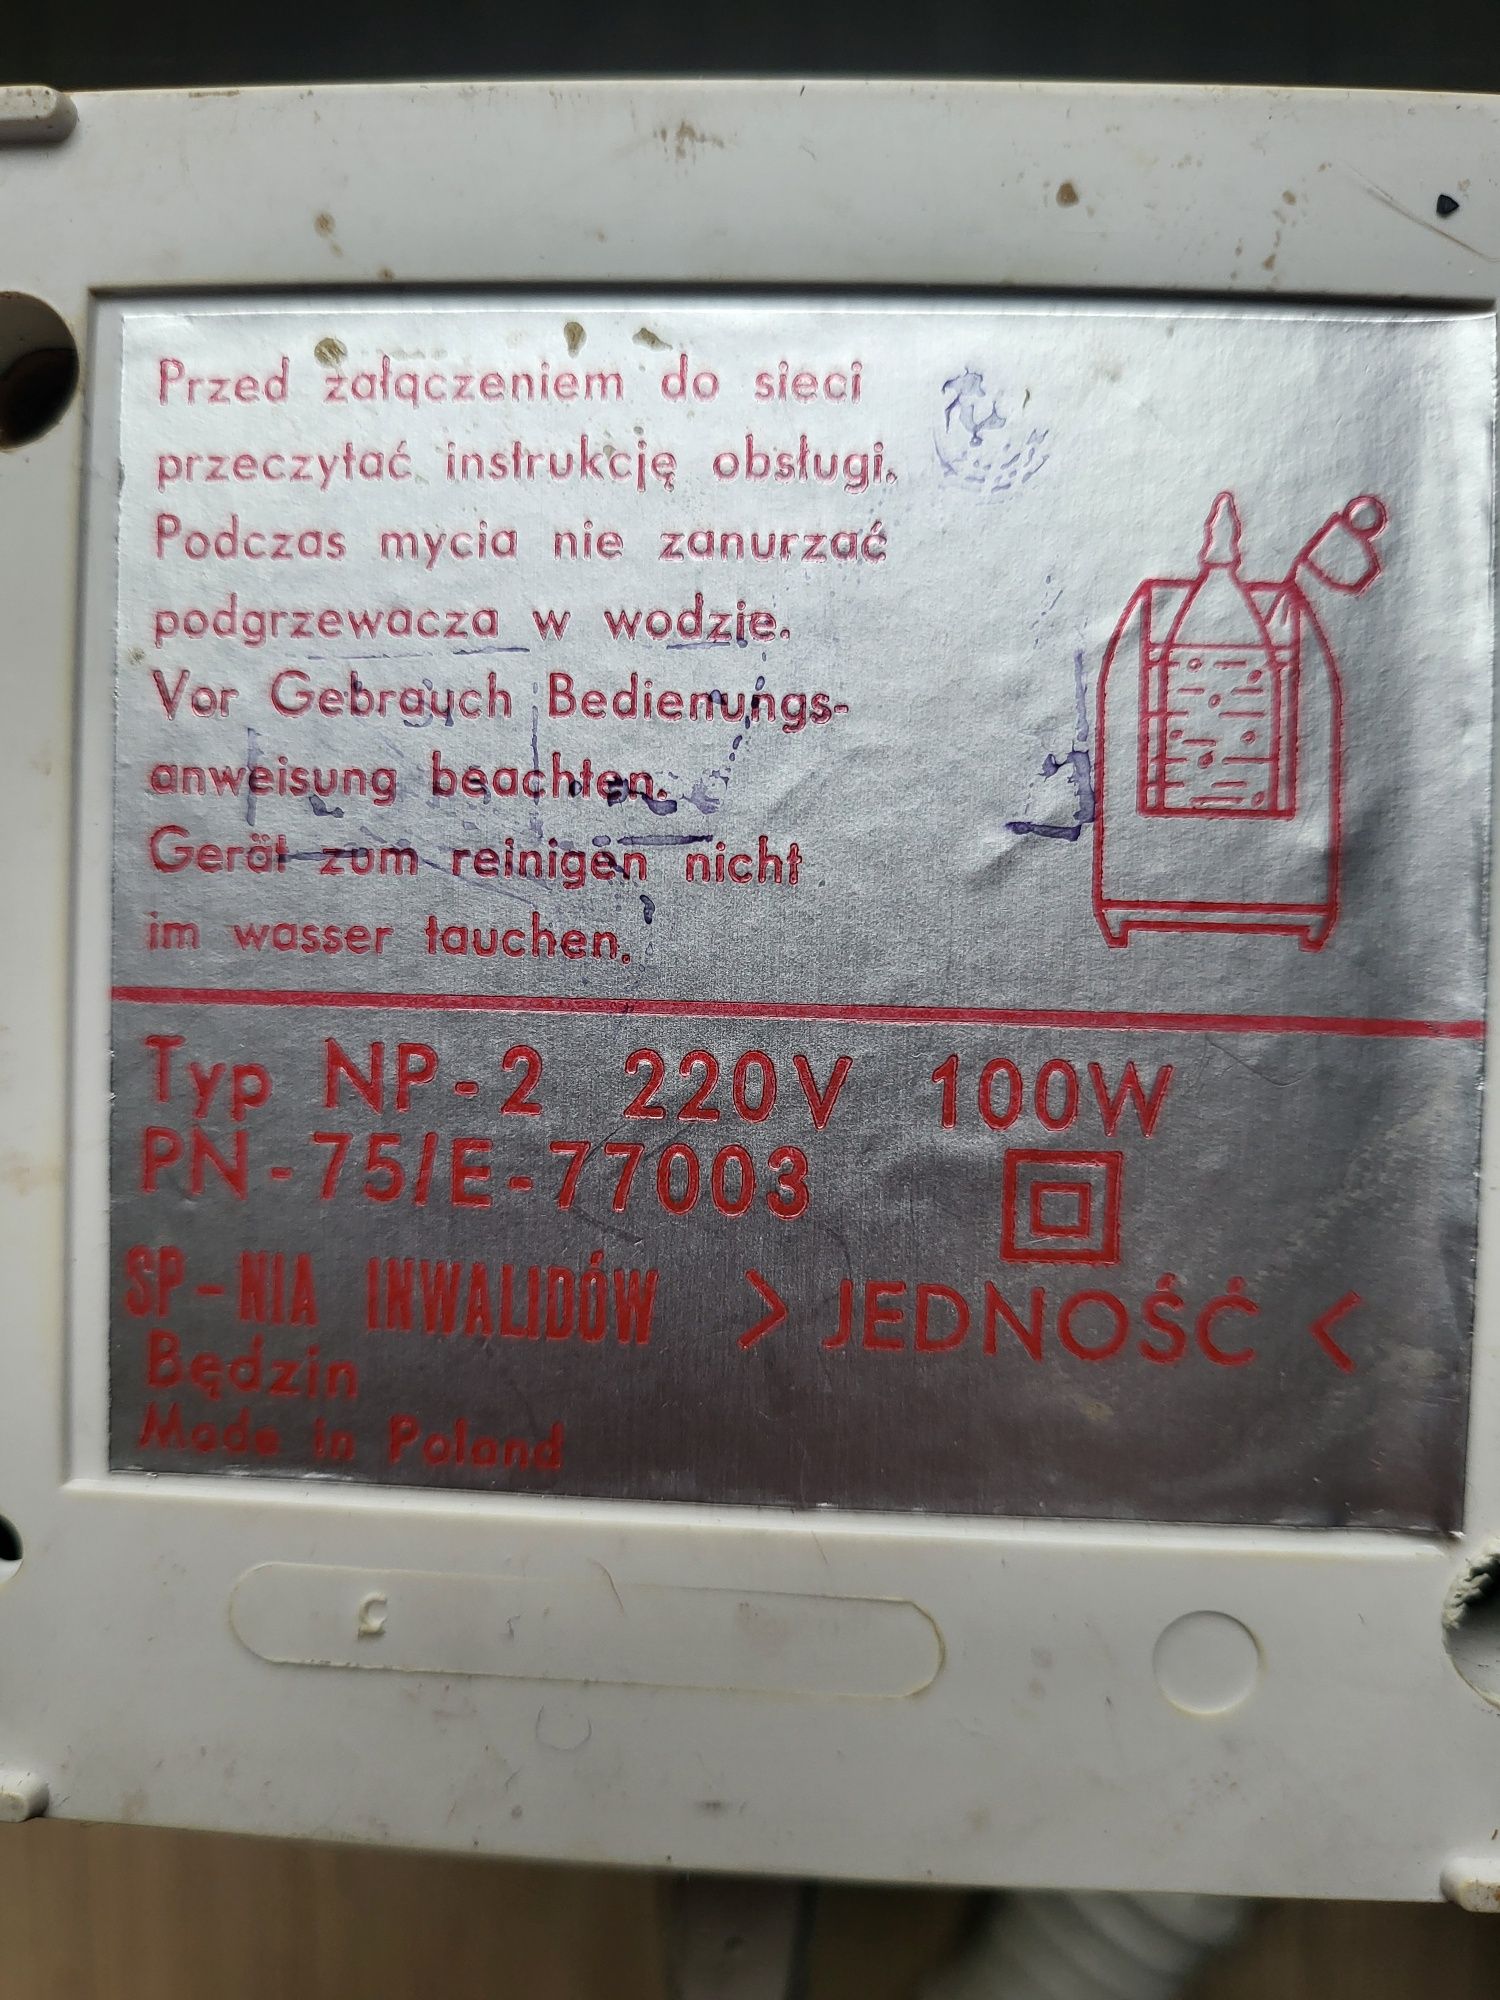 Przed załączeniem do sieci
przeczytać instrukcję obsługi.
Podczas mycia nie zanurzać
podgrzewacza w wodzie.
Vor Gebrauch Bedienungs-
anweisung beachten.
Gerät zum reinigen nicht
im wasser tauchen.
Typ NP-2 220V 100W
PN-75/E-77003
SP-NIA INWALIDÓW >JEDNOŚĆ<
Będzin
Made in Poland